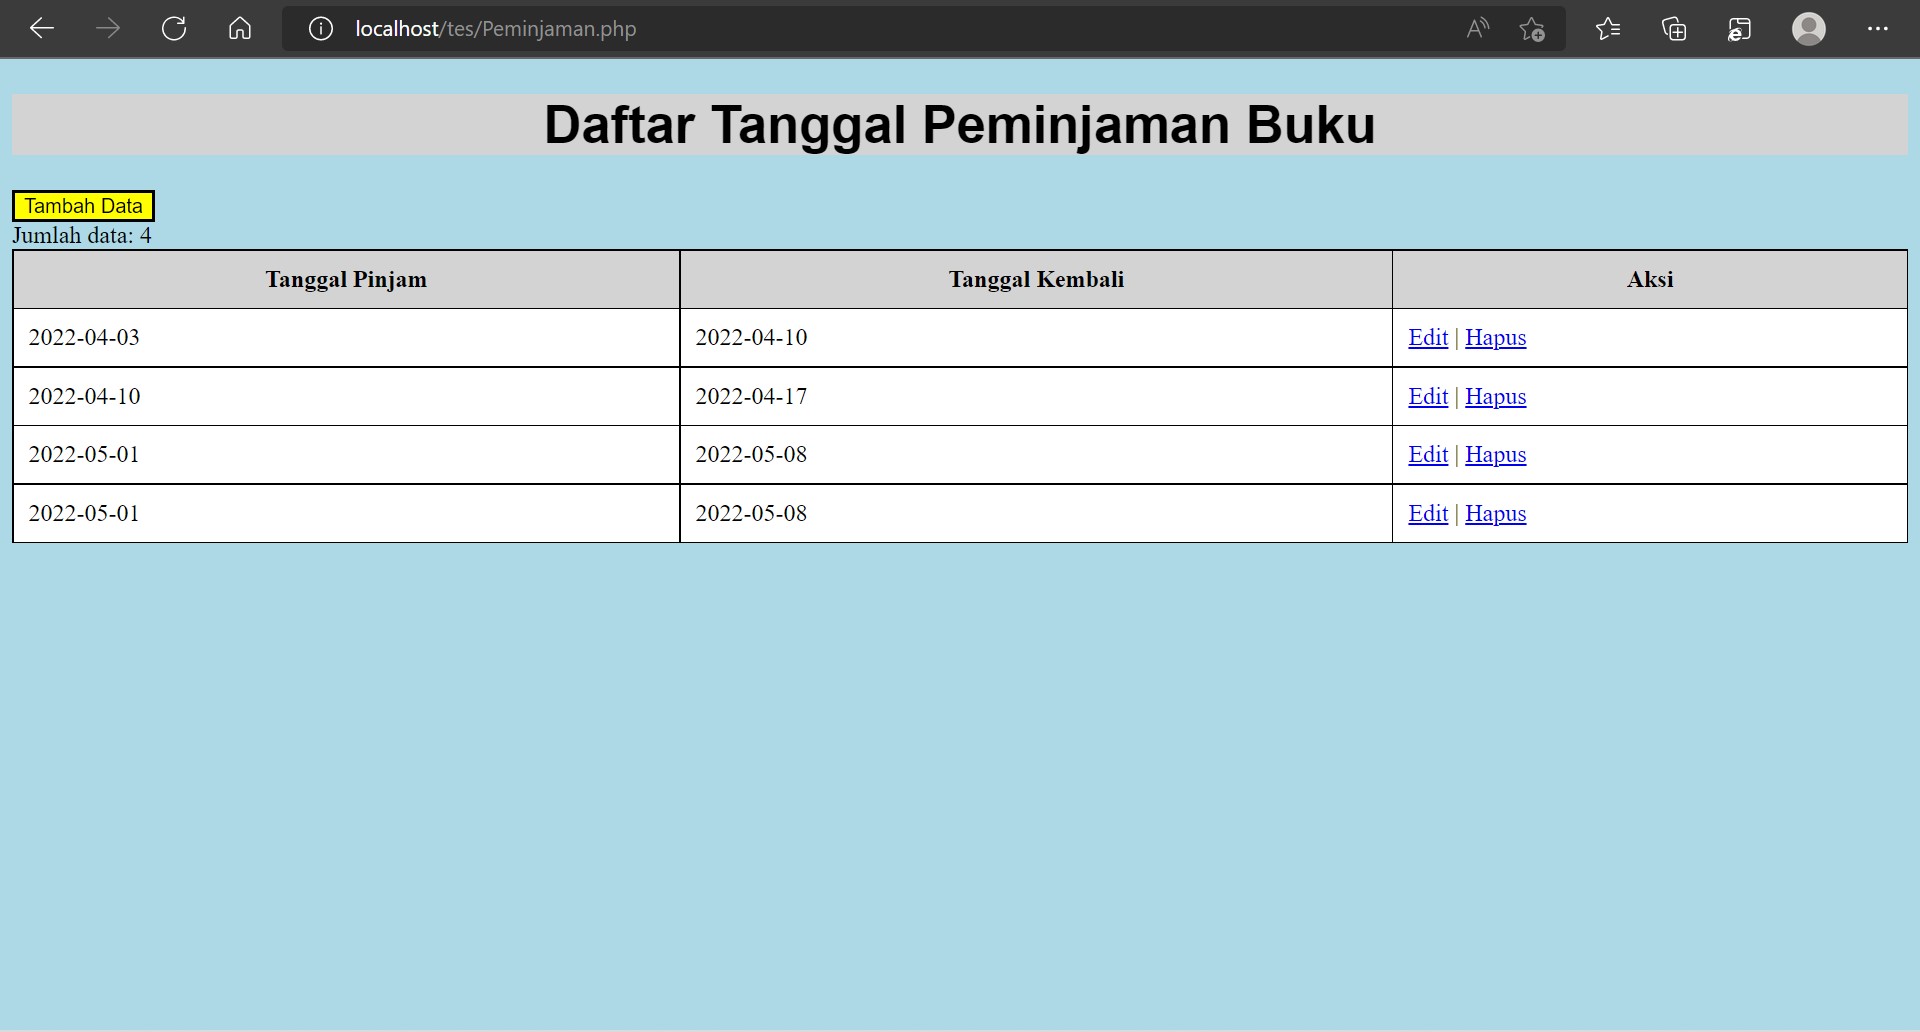 localhost/tes/Peminjaman.php
Daftar Tanggal Peminjaman Buku
Tambah Data
Jumlah data: 4
Tanggal Pinjam Tanggal Kembali Aksi
2022-04-03 2022-04-10 Edit | Hapus
2022-04-10 2022-04-17 Edit | Hapus
2022-05-01 2022-05-08 Edit | Hapus
2022-05-01 2022-05-08 Edit | Hapus